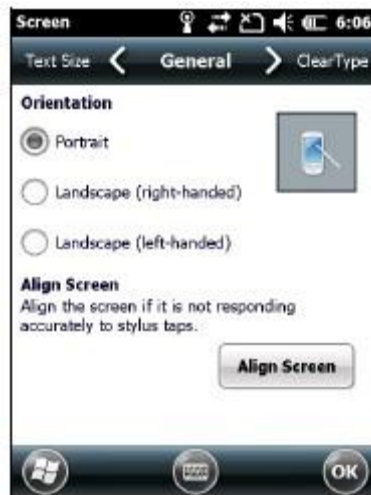 Screen 6:06
Text Size General ClearType
Orientation
Portrait
Landscape (right-handed)
Landscape (left-handed)
Align Screen
Align the screen if it is not responding
accurately to stylus taps.
Align Screen
OK